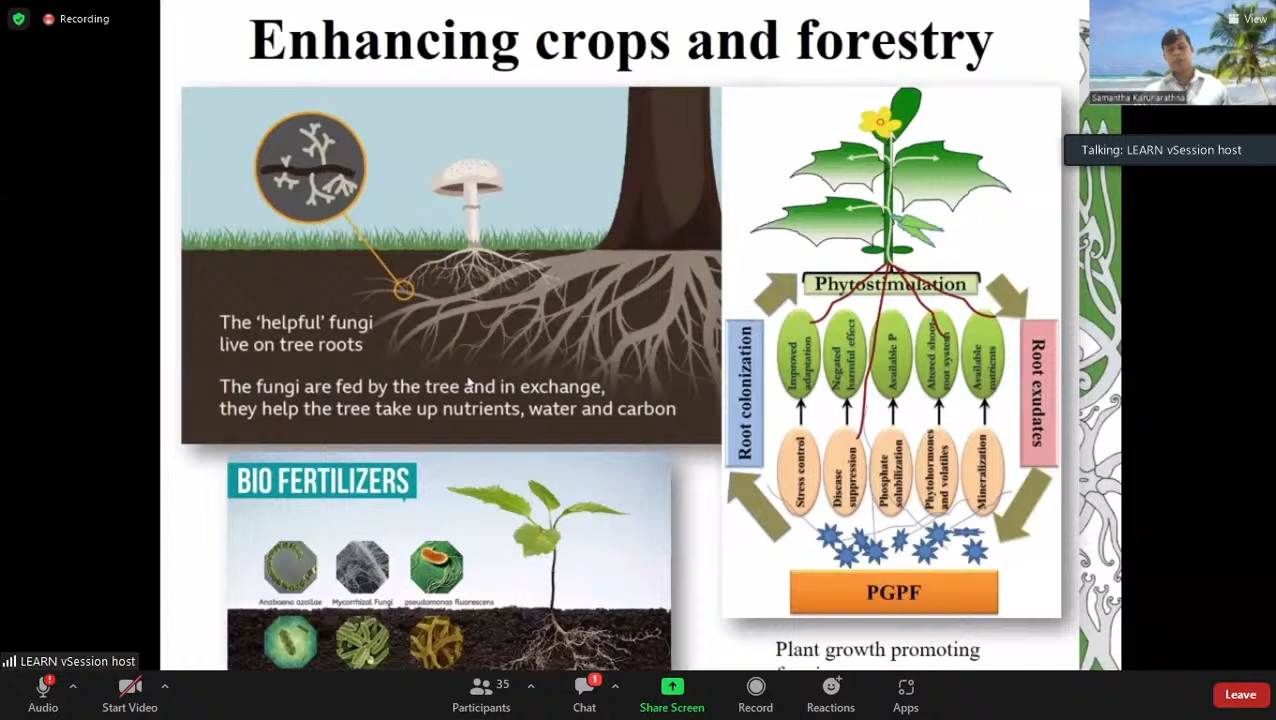 Recording
Enhancing crops and forestry
View
Samantha Karunarathna
Talking: LEARN vSession host
The 'helpful' fungi
live on tree roots
The fungi are fed by the tree and in exchange,
they help the tree take up nutrients, water and carbon
Phytostimulation
Root colonization
Improved
adaptation
Negated
harmful effect
Available P
Altered shoot
root system
Available
nutrients
Root exudates
Stress control
Disease
suppression
Phosphate
solubilization
Phytohormones
and volatiles
Mineralization
PGPF
Plant growth promoting
BIO FERTILIZERS
Anabaena azollae
Mycorrhizal Fungi
pseudomonas fluorescens
LEARN vSession host
Audio
Start Video
35
Participants
1
Chat
Share Screen
Record
Reactions
Apps
Leave